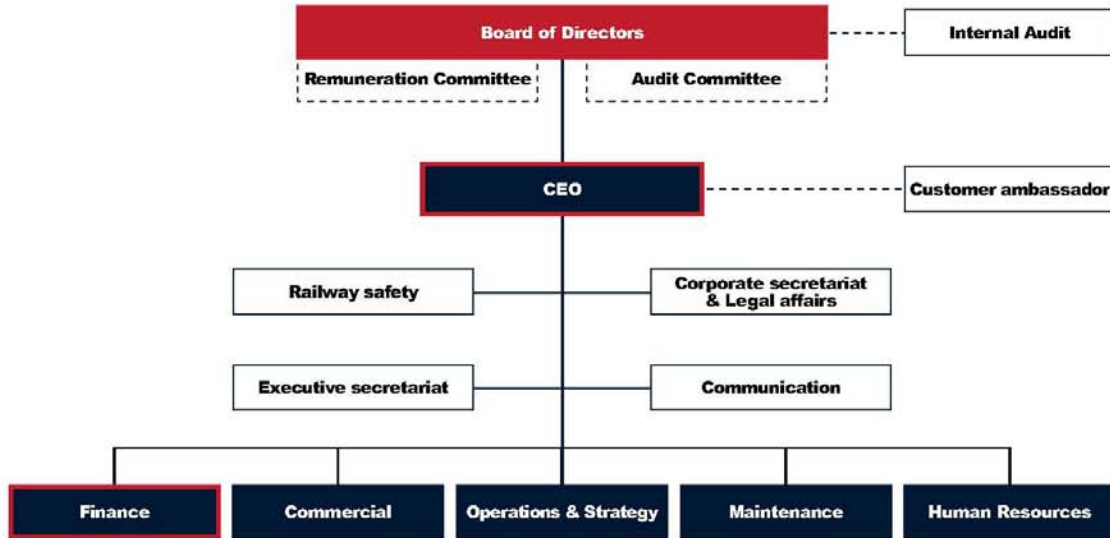 Board of Directors
Internal Audit
Remuneration Committee
Audit Committee
CEO
Customer ambassador
Railway safety
Corporate secretariat
& Legal affairs
Executive secretariat
Communication
Finance
Commercial
Operations & Strategy
Maintenance
Human Resources